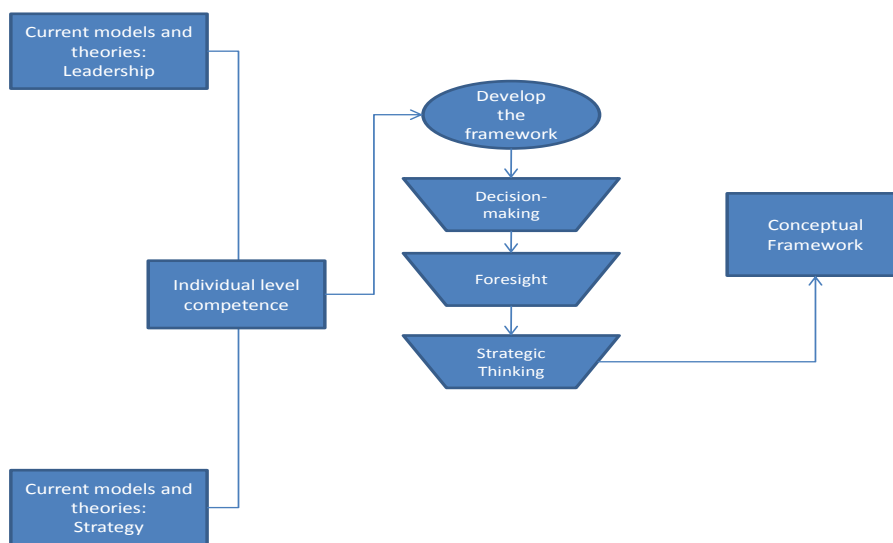 Current models and
theories:
Leadership
Develop
the
framework
Decision-
making
Conceptual
Framework
Individual level
competence
Foresight
Strategic
Thinking
Current models and
theories:
Strategy